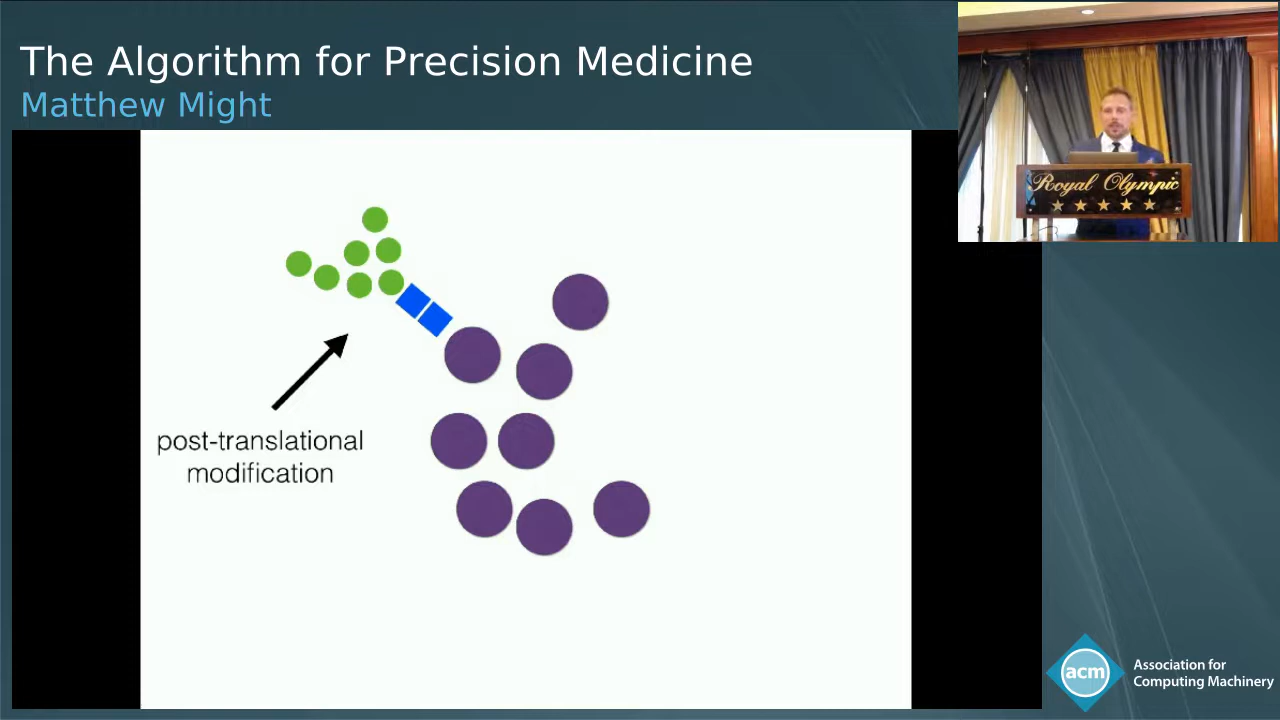 The Algorithm for Precision Medicine
Matthew Might
Royal Olympic
post-translational
modification
acm
Association for
Computing Machinery